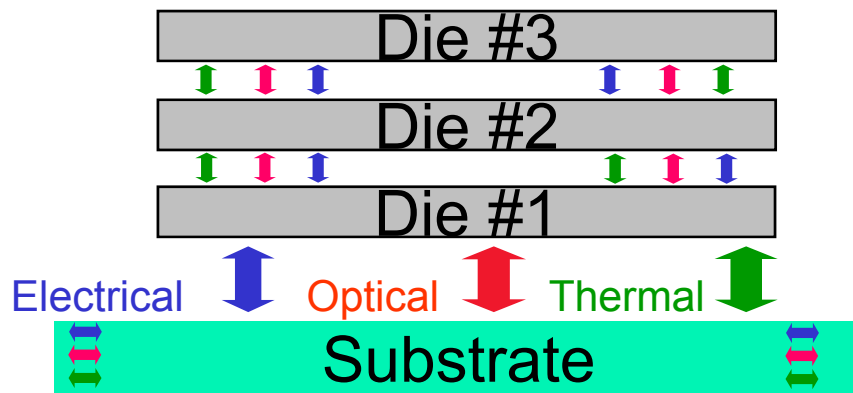 Die #3
Die #2
Die #1
Electrical Optical Thermal
Substrate